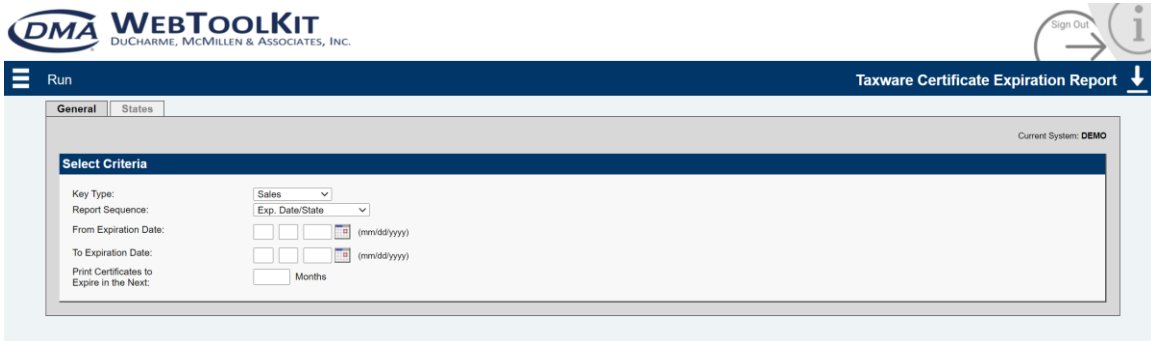 DMA WEBTOOLKIT
DUCHARME, MCMILLEN & ASSOCIATES, INC.
Sign Out
i
Run
Taxware Certificate Expiration Report
General States
Current System: DEMO
Select Criteria
Key Type: Sales
Report Sequence: Exp. Date/State
From Expiration Date: (mm/dd/yyyy)
To Expiration Date: (mm/dd/yyyy)
Print Certificates to
Expire in the Next: Months